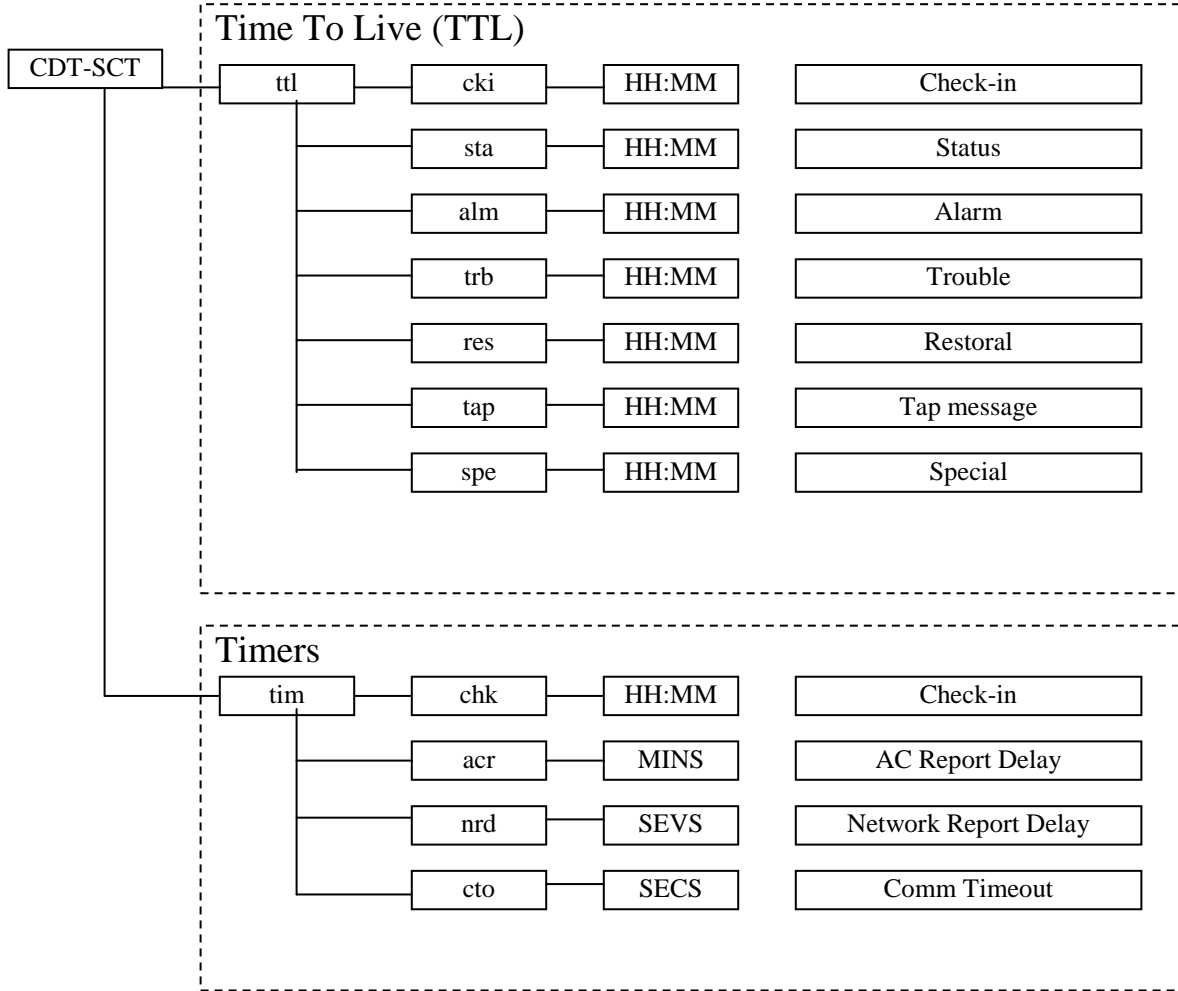 Time To Live (TTL)
CDT-SCT
ttl cki HH:MM Check-in
sta HH:MM Status
alm HH:MM Alarm
trb HH:MM Trouble
res HH:MM Restoral
tap HH:MM Tap message
spe HH:MM Special
Timers
tim chk HH:MM Check-in
acr MINS AC Report Delay
nrd SEVS Network Report Delay
cto SECS Comm Timeout